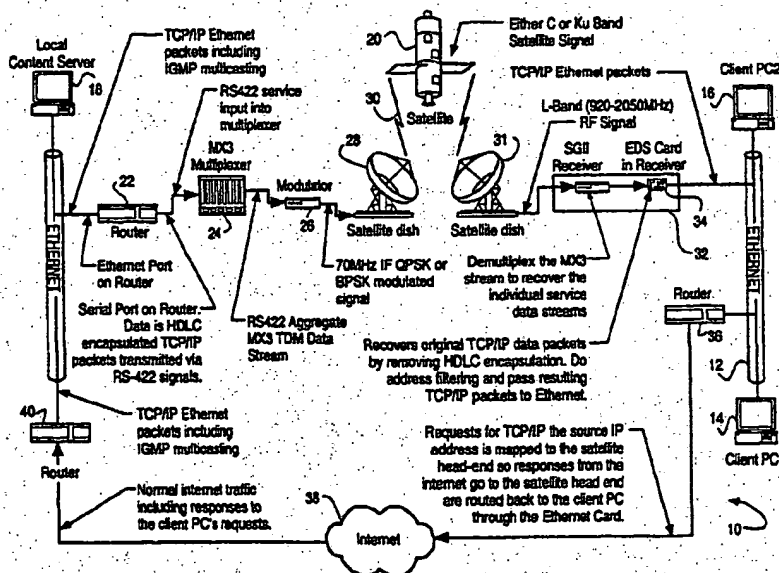 Local
Content Server
18
TCP/IP Ethernet
packets including
IGMP multicasting
RS422 service
input into
multiplexer
MX3
Multiplexer
22
Router
24
Modulator
26
Ethernet Port
on Router
Serial Port on Router.
Data is HDLC
encapsulated TCP/IP
packets transmitted via
RS-422 signals.
RS422 Aggregate
MX3 TDM Data
Stream
70MHz IF QPSK or
BPSK modulated
signal
ETHERNET
20
Either C or Ku Band
Satellite Signal
30
Satellite
28
Satellite dish
31
Satellite dish
TCP/IP Ethernet packets
L-Band (920-2050MHz)
RF Signal
SGII
Receiver
EDS Card
in Receiver
34
32
Client PC2
16
ETHERNET
Demultiplex the MX3
stream to recover the
individual service
data streams
Router
36
Recovers original TCP/IP data packets
by removing HDLC encapsulation. Do
address filtering and pass resulting
TCP/IP packets to Ethernet.
12
14
Client PC
40
Router
TCP/IP Ethernet
packets including
IGMP multicasting
Normal internet traffic
including responses to
the client PC's requests.
38
Internet
Requests for TCP/IP the source IP
address is mapped to the satellite
head-end so responses from the
internet go to the satellite head end
are routed back to the client PC
through the Ethernet Card.
10